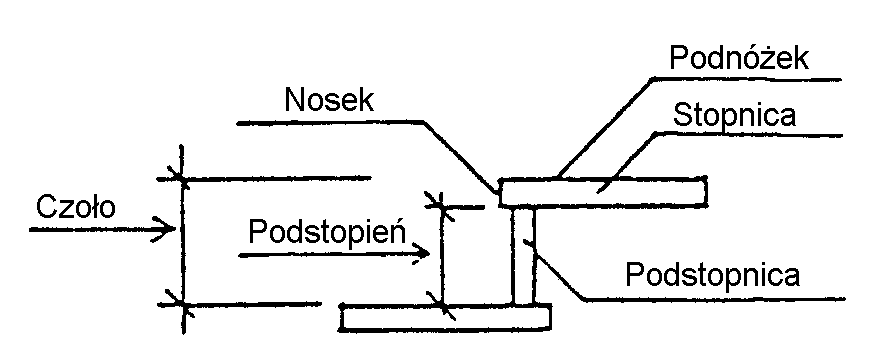 Podnóżek
Nosek
Stopnica
Czoło
Podstopień
Podstopnica